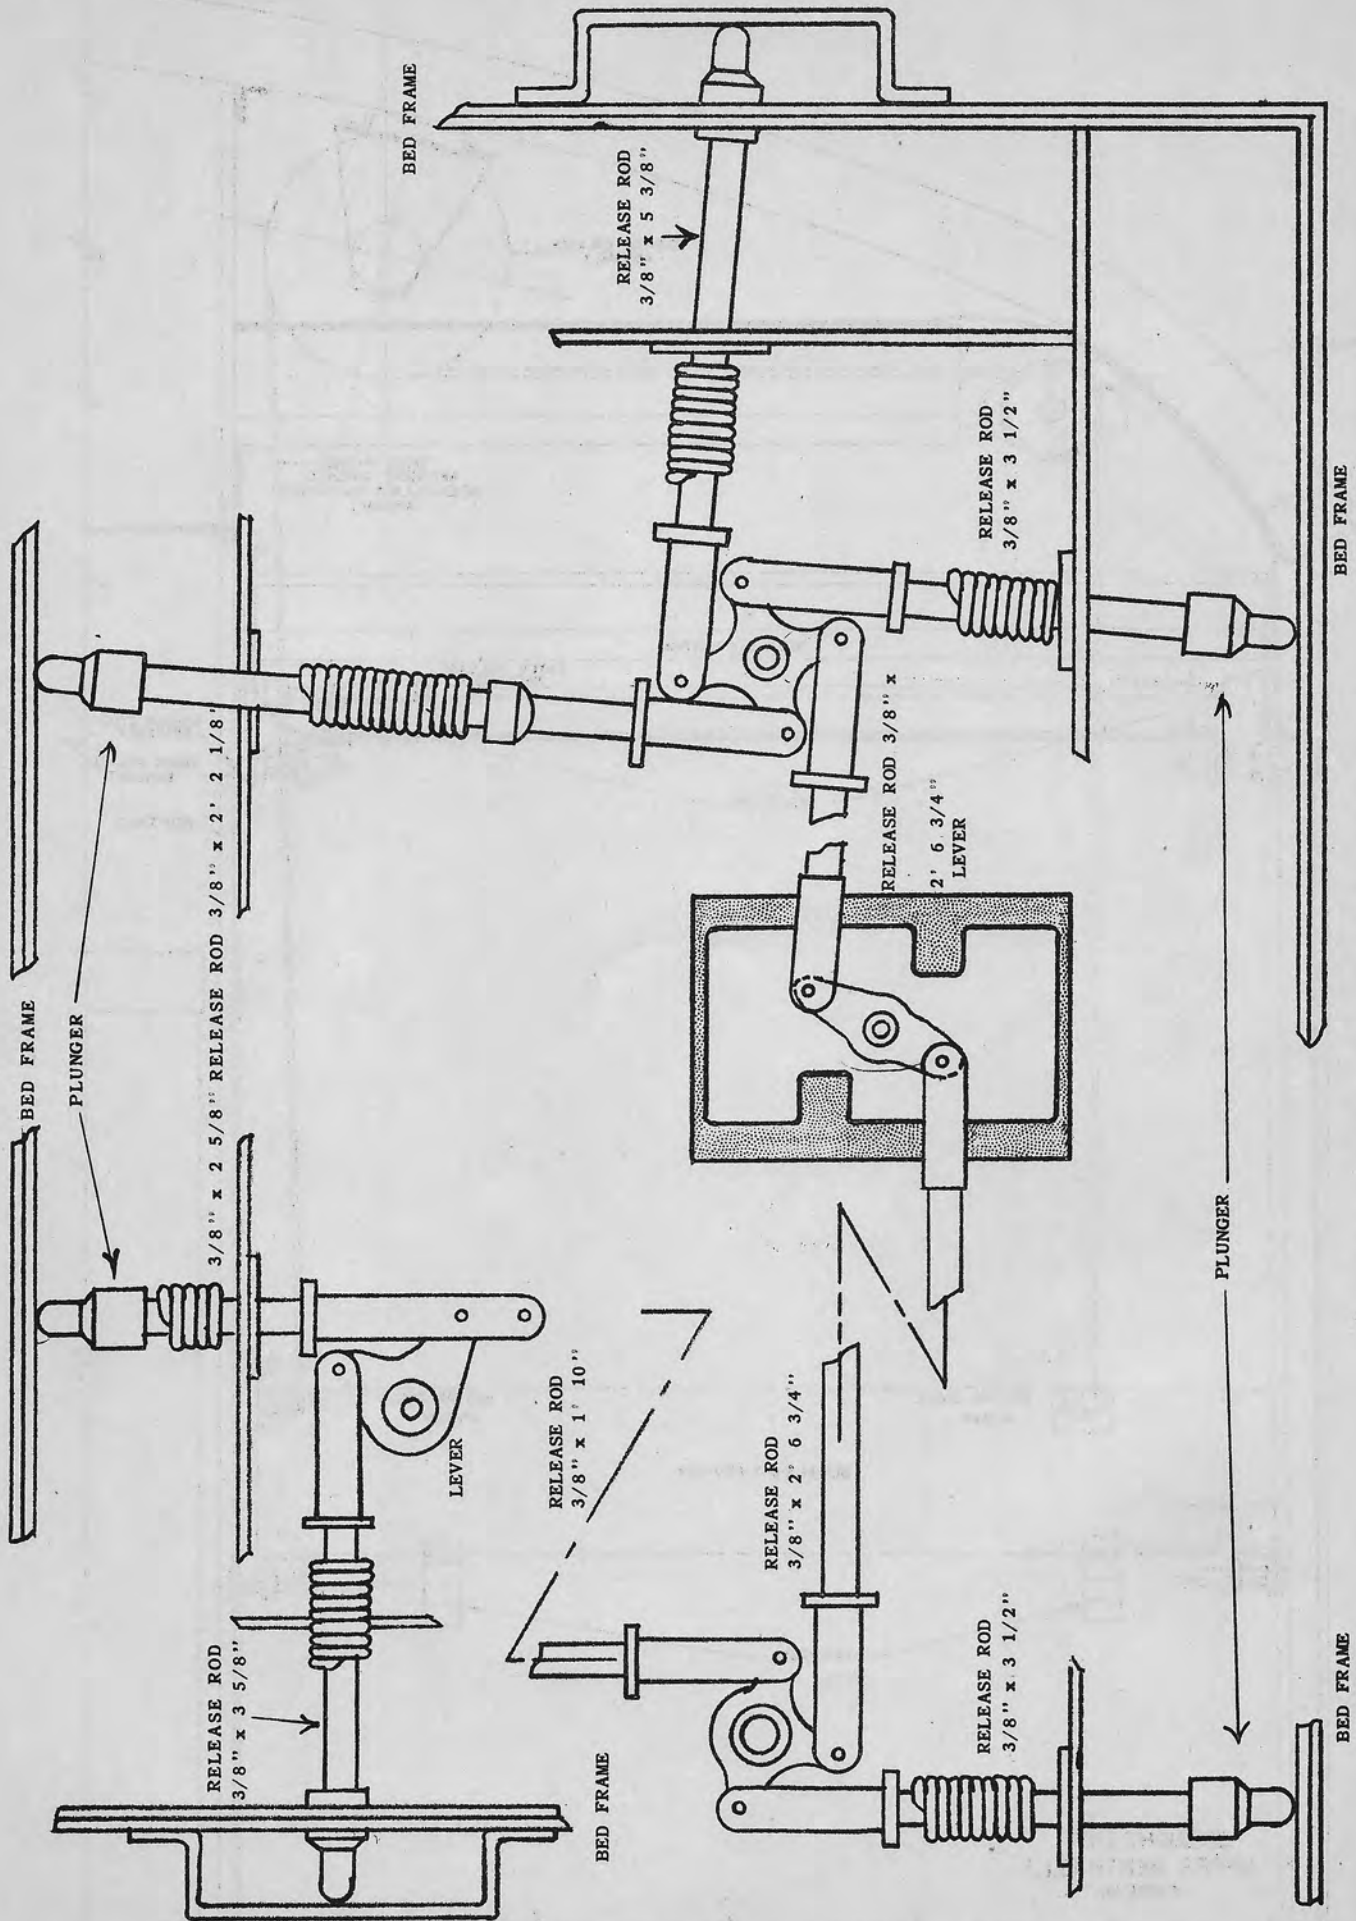 BED FRAME
PLUNGER
RELEASE ROD
3/8" x 3 5/8"
3/8" x 2 5/8" RELEASE ROD 3/8" x 2' 2 1/8"
BED FRAME
LEVER
RELEASE ROD
3/8" x 1' 10"
BED FRAME
RELEASE ROD
3/8" x 5 3/8"
RELEASE ROD
3/8" x 2' 6 3/4"
RELEASE ROD 3/8" x
2' 6 3/4"
LEVER
RELEASE ROD
3/8" x 3 1/2"
RELEASE ROD
3/8" x 3 1/2"
PLUNGER
BED FRAME
BED FRAME